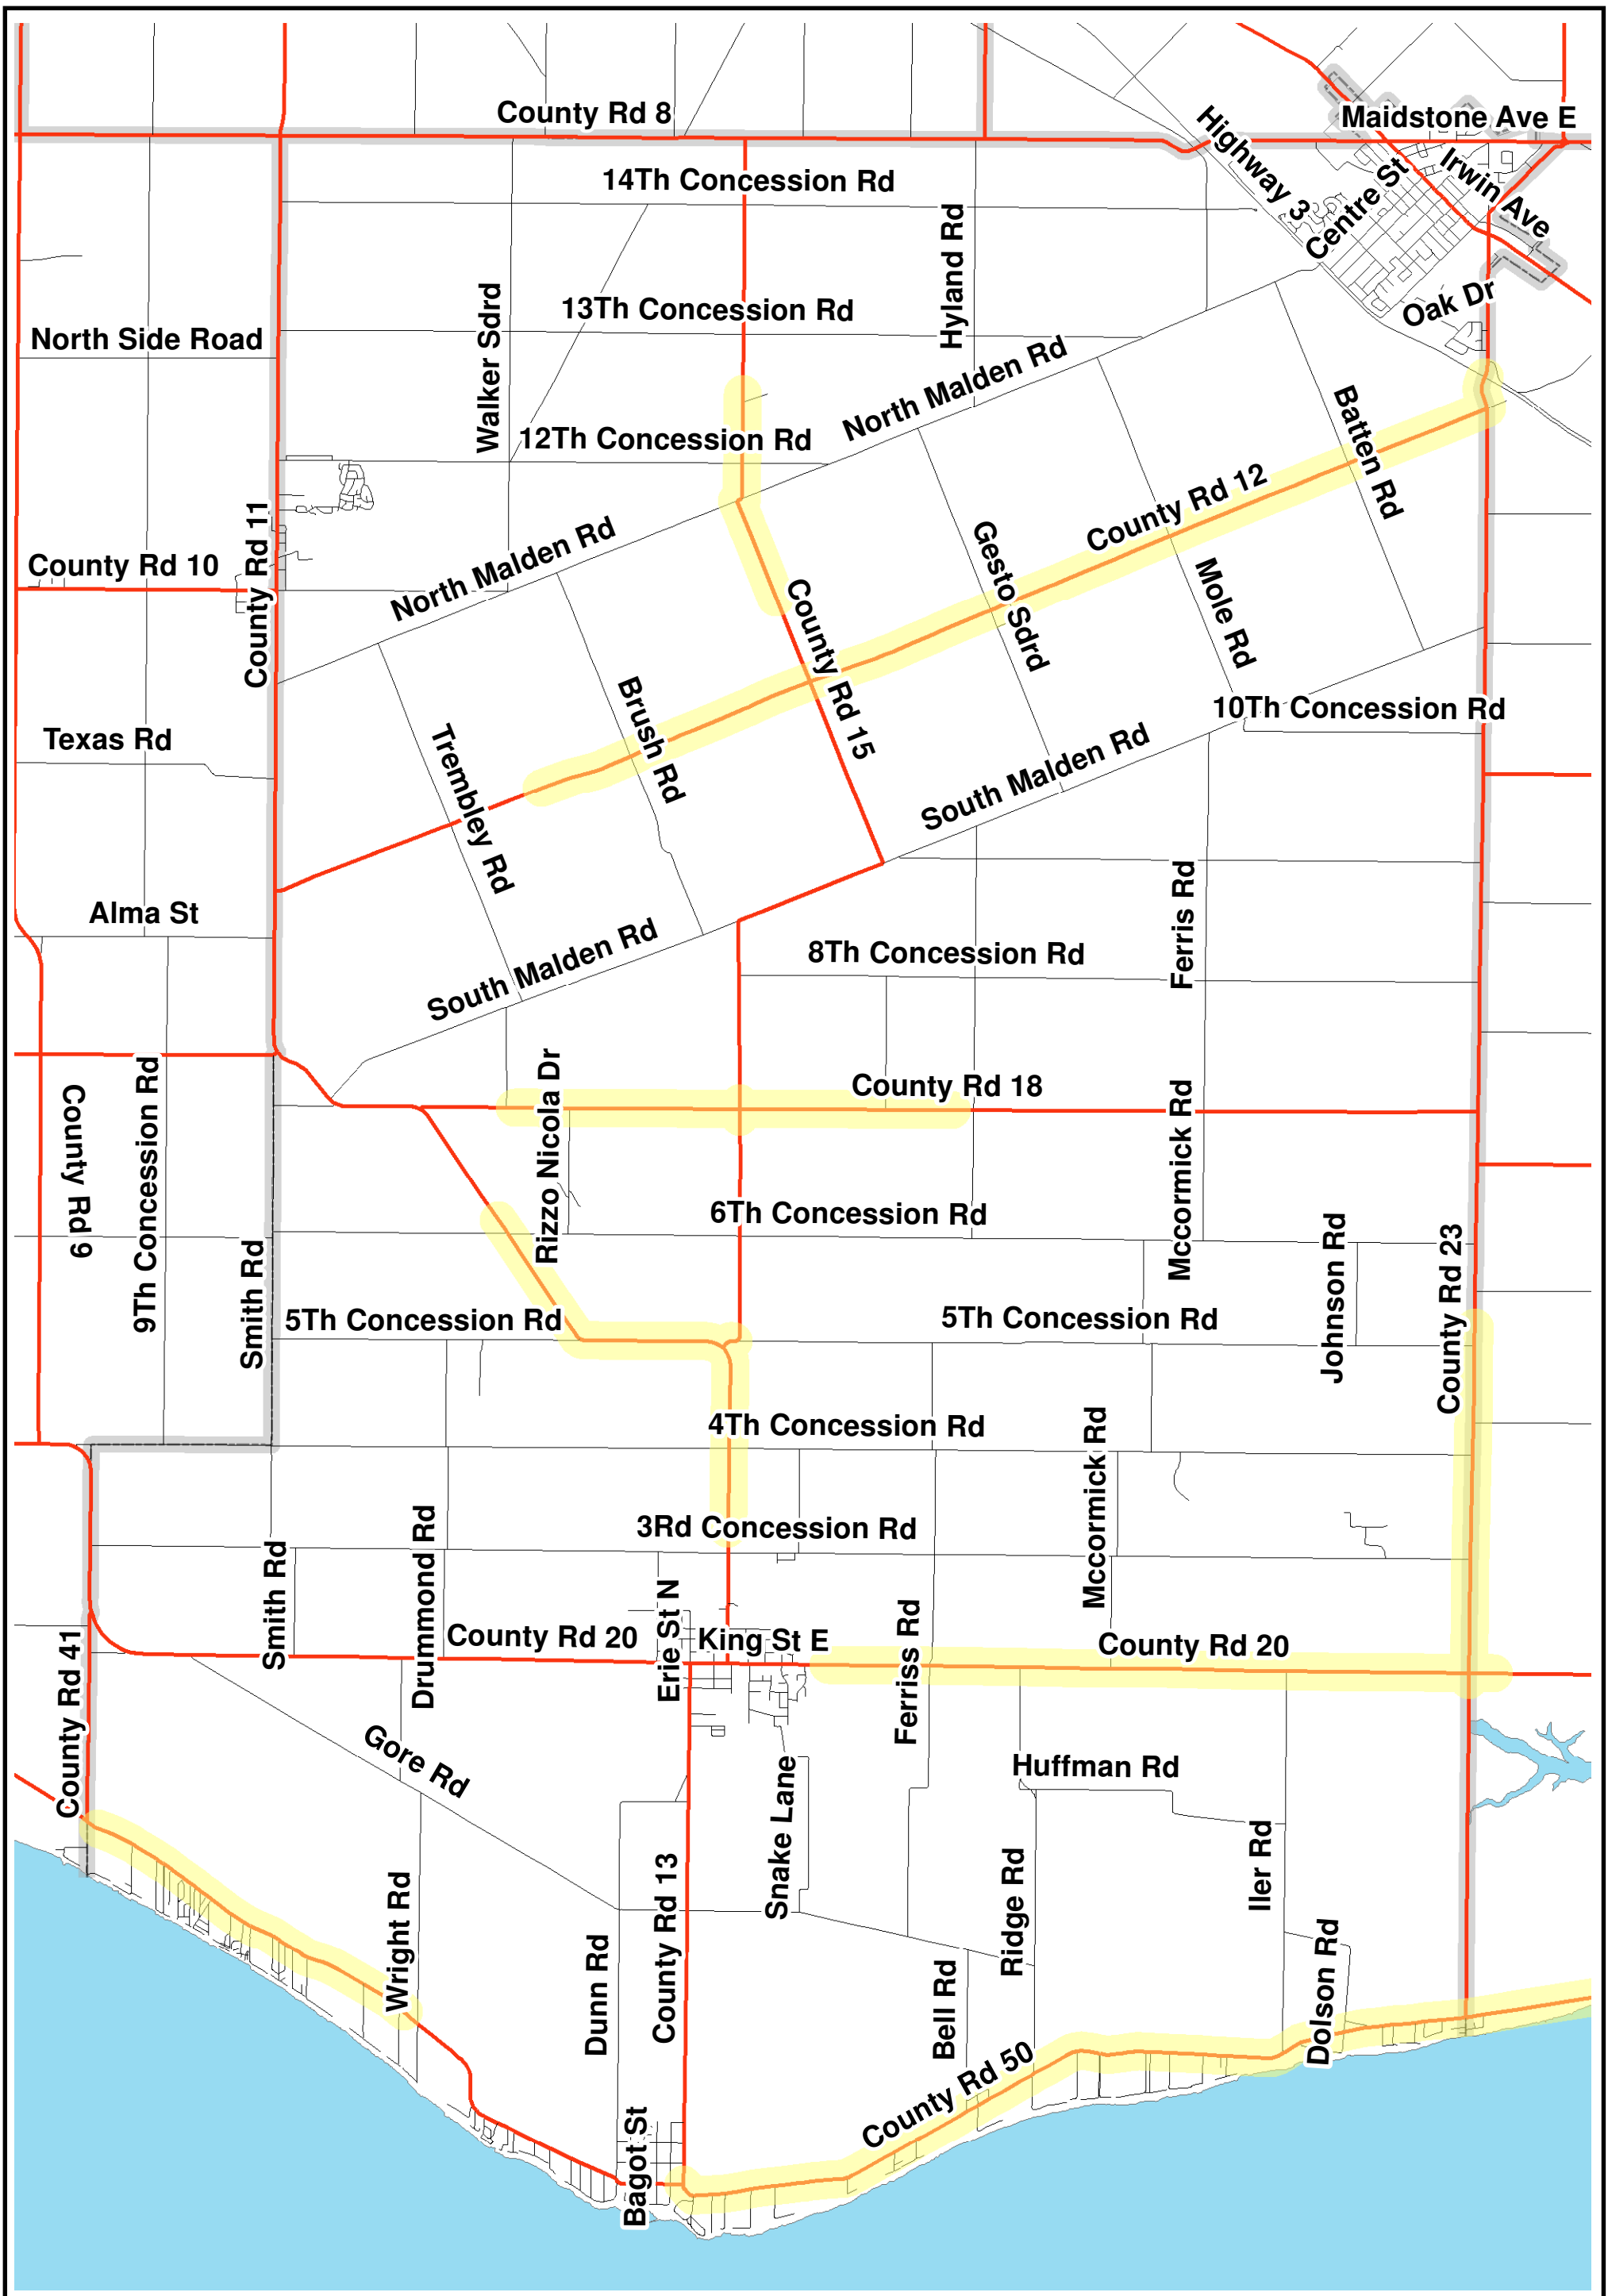 County Rd 8
Maidstone Ave E
Highway 3
Centre St
Irwin Ave
14Th Concession Rd
Hyland Rd
Oak Dr
Walker Sdrd
13Th Concession Rd
North Side Road
North Malden Rd
Batten Rd
12Th Concession Rd
County Rd 12
County Rd 11
North Malden Rd
Gesto Sdrd
County Rd 10
Mole Rd
County Rd 15
Brush Rd
10Th Concession Rd
Texas Rd
Trembley Rd
South Malden Rd
Ferris Rd
Alma St
South Malden Rd
8Th Concession Rd
County Rd 18
Rizzo Nicola Dr
County Rd 9
9Th Concession Rd
Mccormick Rd
6Th Concession Rd
Smith Rd
Johnson Rd
County Rd 23
5Th Concession Rd
5Th Concession Rd
4Th Concession Rd
Mccormick Rd
3Rd Concession Rd
Smith Rd
Drummond Rd
Erie St N
County Rd 20
King St E
Ferriss Rd
County Rd 20
County Rd 41
Gore Rd
Huffman Rd
Snake Lane
Iler Rd
Ridge Rd
Wright Rd
County Rd 13
Dunn Rd
Bell Rd
Dolson Rd
County Rd 50
Bagot St